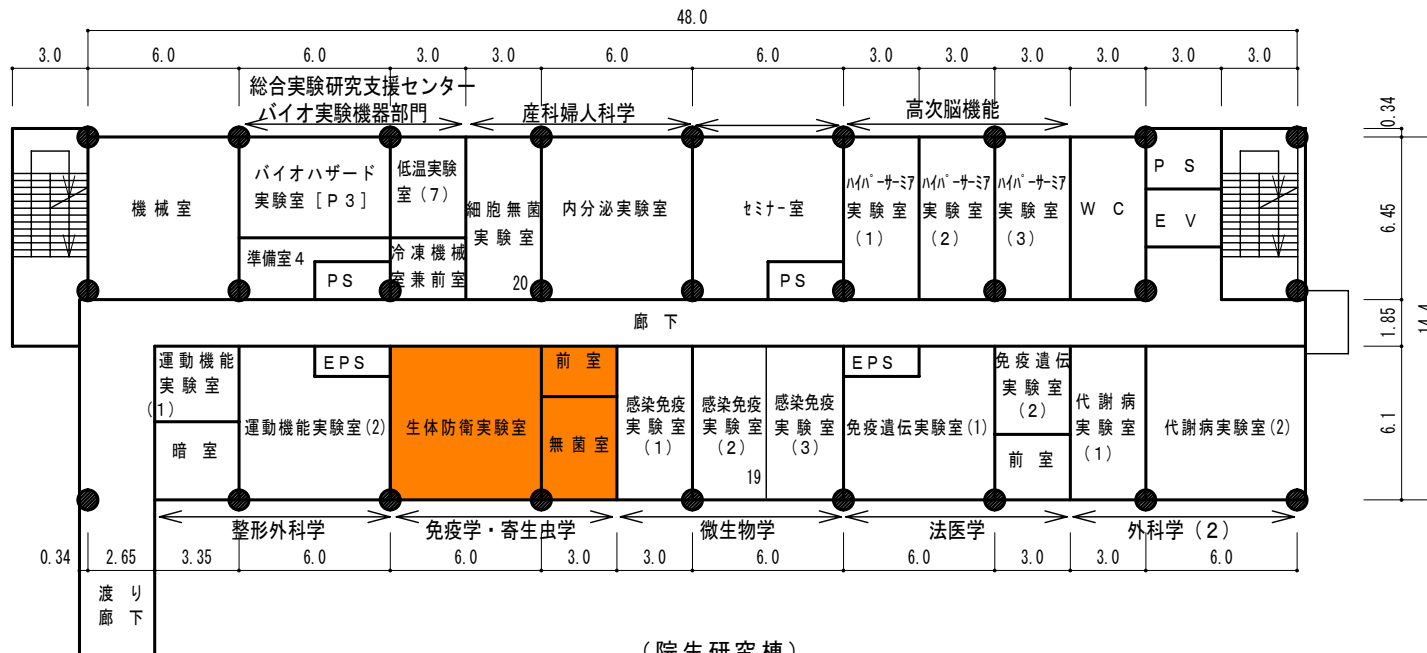 48.0
3.0 6.0 6.0 3.0 3.0 6.0 6.0 3.0 3.0 3.0 3.0 3.0 3.0
総合実験研究支援センター
バイオ実験機器部門
産科婦人科学
高次脳機能
0.34
機械室
バイオハザード
実験室[P3]
準備室4
PS
低温実験
室(7)
冷凍機械
室兼前室
細胞無菌
実験室
20
内分泌実験室
セミナー室
PS
ハイパーサーミア
実験室
(1)
ハイパーサーミア
実験室
(2)
ハイパーサーミア
実験室
(3)
WC
PS
EV
6.45
廊下
1.85
14.4
運動機能
実験室
(1)
暗室
EPS
運動機能実験室(2)
生体防衛実験室
前室
無菌室
感染免疫
実験室
(1)
感染免疫
実験室
(2)
19
感染免疫
実験室
(3)
EPS
免疫遺伝実験室(1)
免疫遺伝
実験室
(2)
前室
代謝病
実験室
(1)
代謝病実験室(2)
6.1
整形外科学
免疫学・寄生虫学
微生物学
法医学
外科学(2)
0.34 2.65 3.35 6.0 6.0 3.0 3.0 6.0 6.0 3.0 3.0 6.0
渡り
廊下
(院生研究棟)